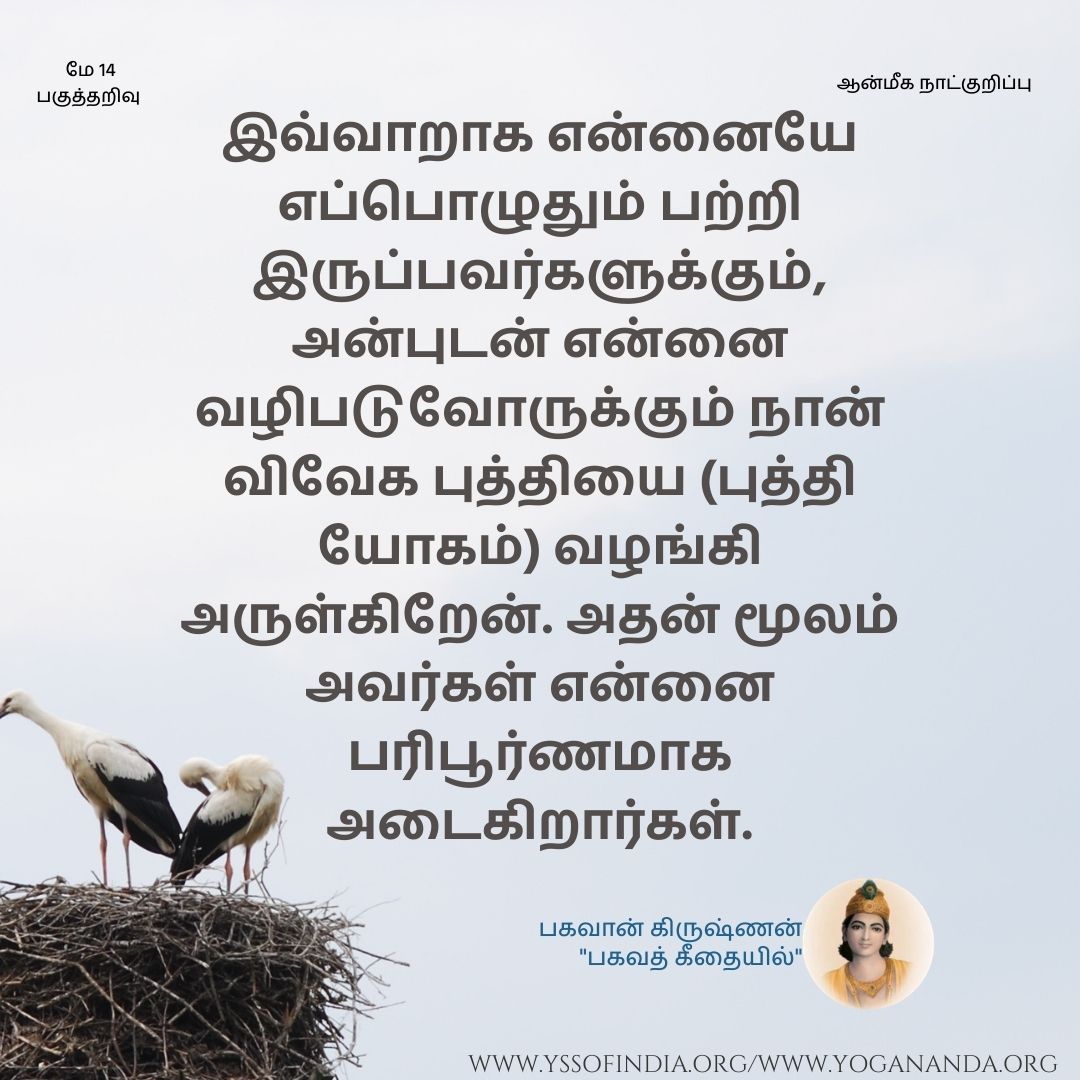 மே 14
பகுத்தறிவு
ஆன்மீக நாட்குறிப்பு
இவ்வாறாக என்னையே
எப்பொழுதும் பற்றி
இருப்பவர்களுக்கும்,
அன்புடன் என்னை
வழிபடுவோருக்கும் நான்
விவேக புத்தியை (புத்தி
யோகம்) வழங்கி
அருள்கிறேன். அதன் மூலம்
அவர்கள் என்னை
பரிபூர்ணமாக
அடைகிறார்கள்.
பகவான் கிருஷ்ணன்
"பகவத் கீதையில்"
WWW.YSSOFINDIA.ORG/WWW.YOGANANDA.ORG